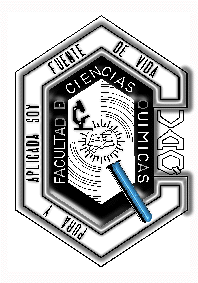 PURA Y
APLICADA SOY
FUENTE
DE VIDA
FACULTAD D
CIENCIAS
QUIMICAS